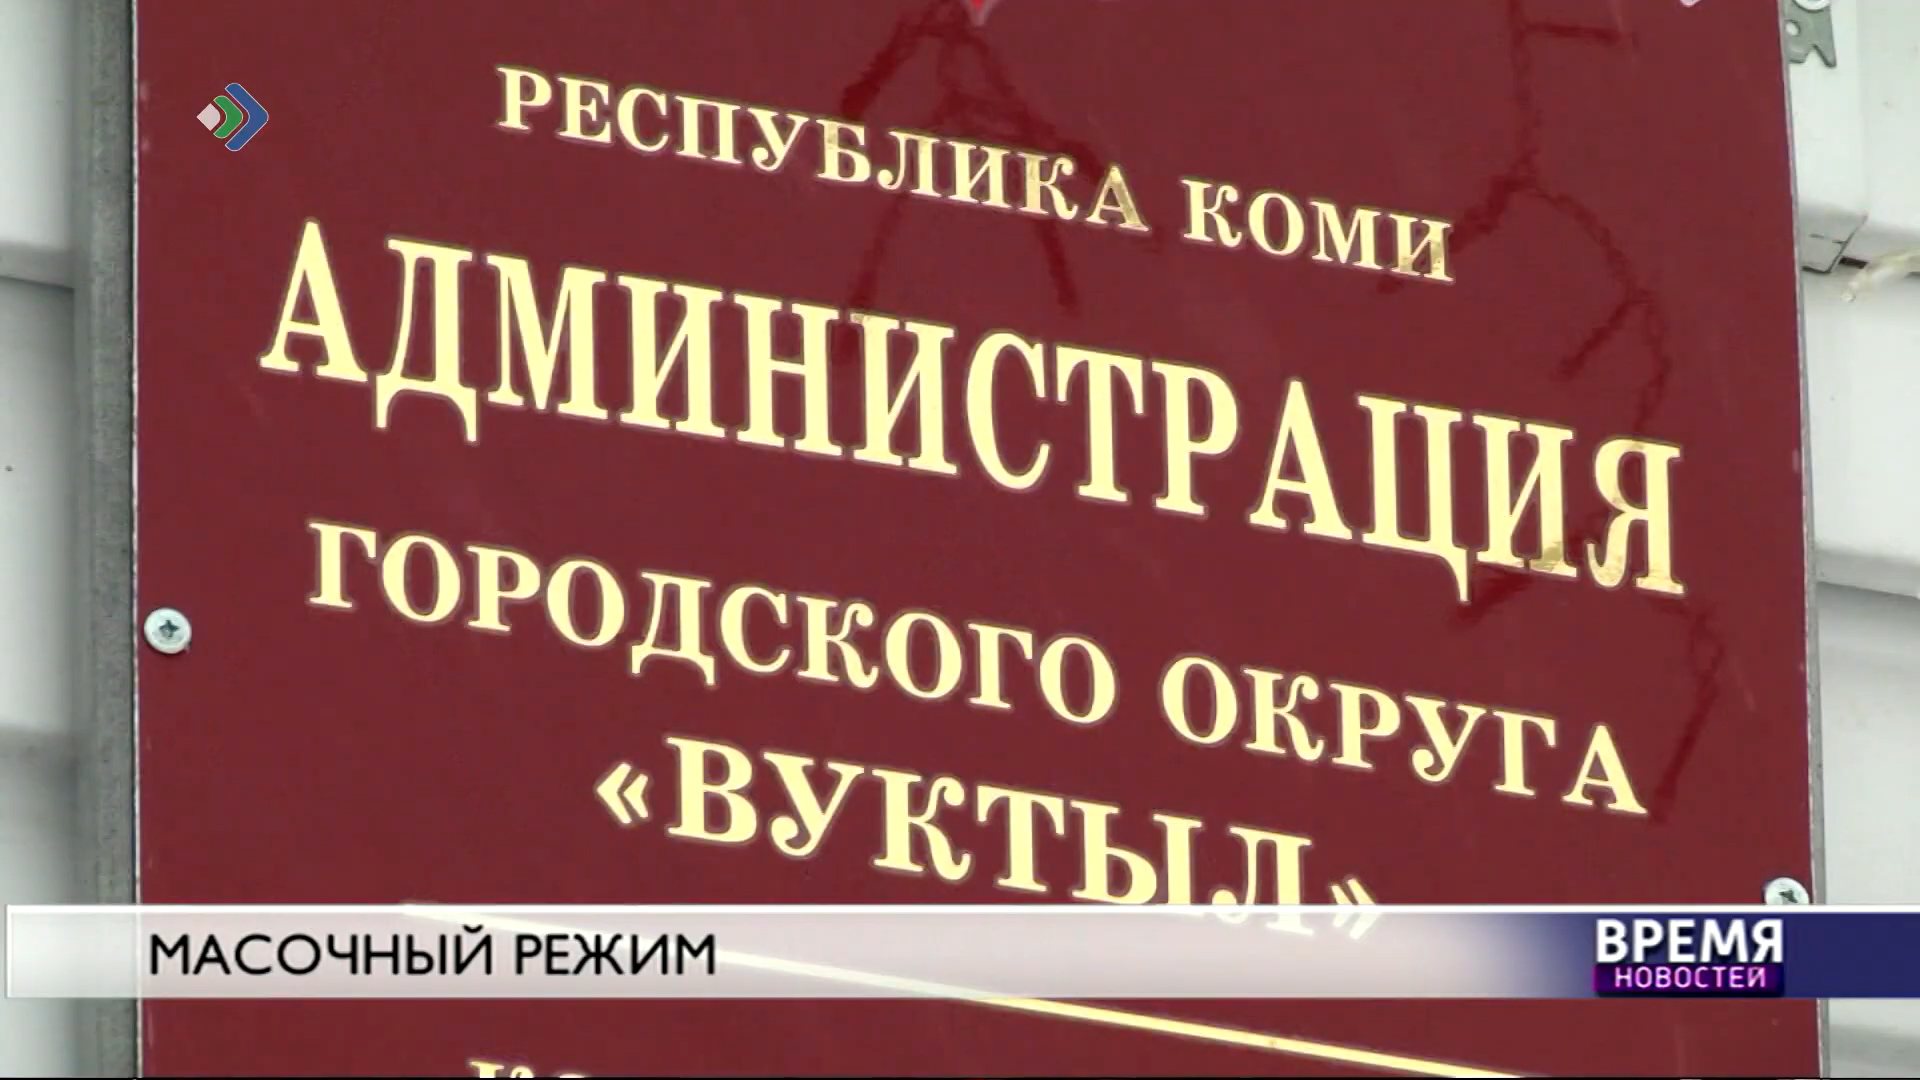 РЕСПУБЛИКА КОМИ
АДМИНИСТРАЦИЯ
ГОРОДСКОГО ОКРУГА
«ВУКТЫЛ»
МАСОЧНЫЙ РЕЖИМ
ВРЕМЯ
НОВОСТЕЙ